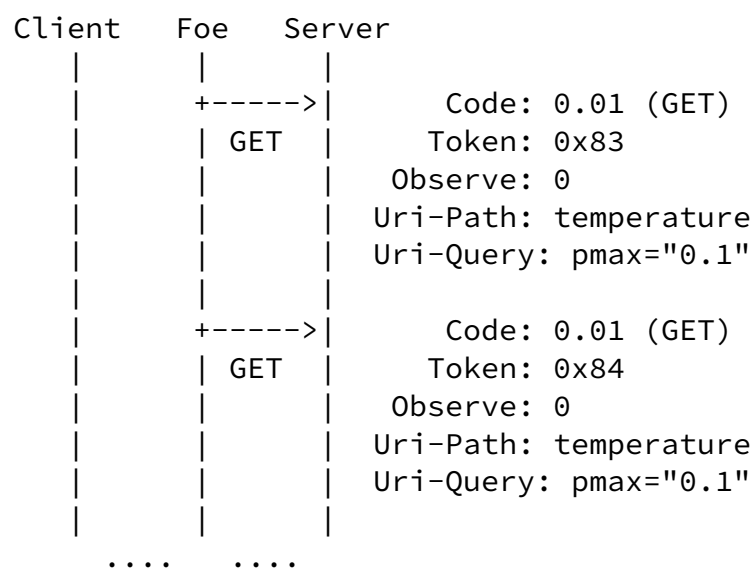 Client   Foe   Server
   |      |      |
   |      +----->|      Code: 0.01 (GET)
   |      | GET  |     Token: 0x83
   |      |      |   Observe: 0
   |      |      |  Uri-Path: temperature
   |      |      |  Uri-Query: pmax="0.1"
   |      |      |
   |      +----->|      Code: 0.01 (GET)
   |      | GET  |     Token: 0x84
   |      |      |   Observe: 0
   |      |      |  Uri-Path: temperature
   |      |      |  Uri-Query: pmax="0.1"
   |      |      |
     ....   ....